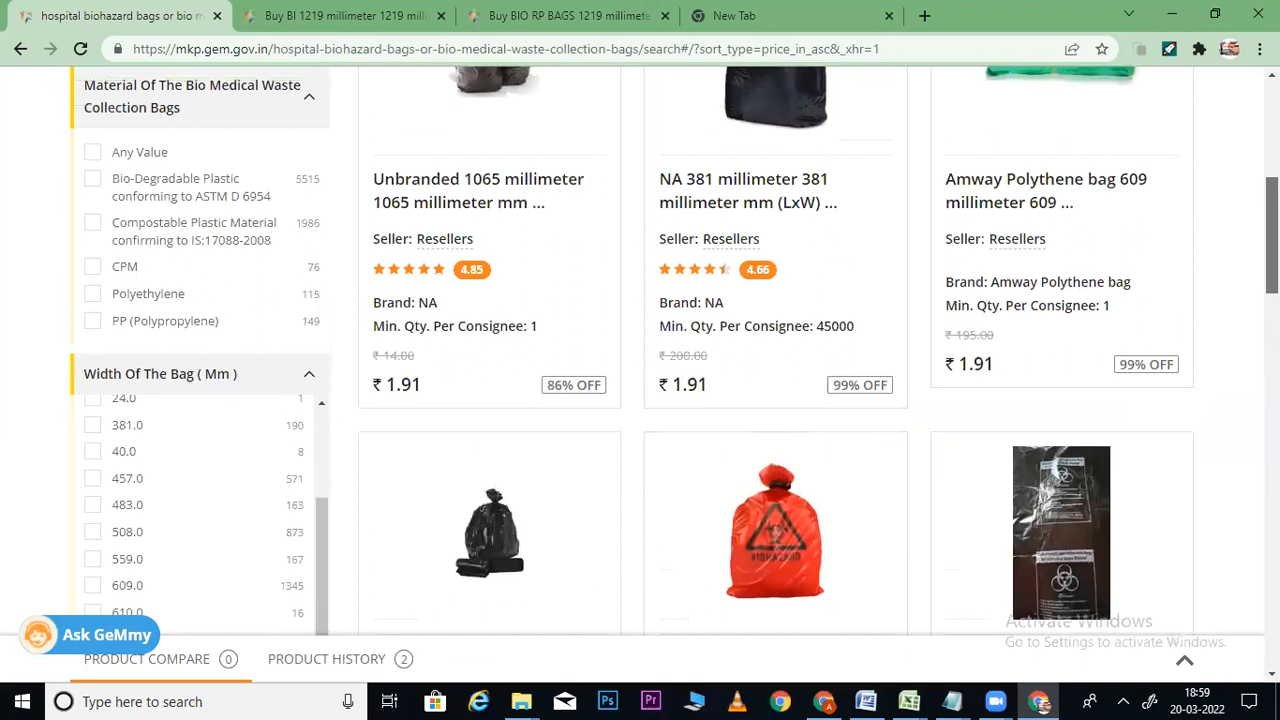 hospital biohazard bags or bio m
Buy BI 1219 millimeter 1219 milli
Buy BIO RP BAGS 1219 millimete
New Tab
https://mkp.gem.gov.in/hospital-biohazard-bags-or-bio-medical-waste-collection-bags/search#/?sort_type=price_in_asc&_xhr=1
Material Of The Bio Medical Waste
Collection Bags
Any Value
Bio-Degradable Plastic 5515
conforming to ASTM D 6954
Compostable Plastic Material 1986
confirming to IS:17088-2008
CPM 76
Polyethylene 115
PP (Polypropylene) 149
Width Of The Bag ( Mm )
24.0 1
381.0 190
40.0 8
457.0 571
483.0 163
508.0 873
559.0 167
609.0 1345
610.0 16
Unbranded 1065 millimeter
1065 millimeter mm ...
Seller: Resellers
4.85
Brand: NA
Min. Qty. Per Consignee: 1
₹ 14.00
₹ 1.91 86% OFF
NA 381 millimeter 381
millimeter mm (LxW) ...
Seller: Resellers
4.66
Brand: NA
Min. Qty. Per Consignee: 45000
₹ 200.00
₹ 1.91 99% OFF
Amway Polythene bag 609
millimeter 609 ...
Seller: Resellers
Brand: Amway Polythene bag
Min. Qty. Per Consignee: 1
₹ 195.00
₹ 1.91 99% OFF
BIOHAZARD
Ask GeMmy
Activate Windows
Go to Settings to activate Windows.
PRODUCT COMPARE 0
PRODUCT HISTORY 2
Type here to search
18:59
20-03-2022